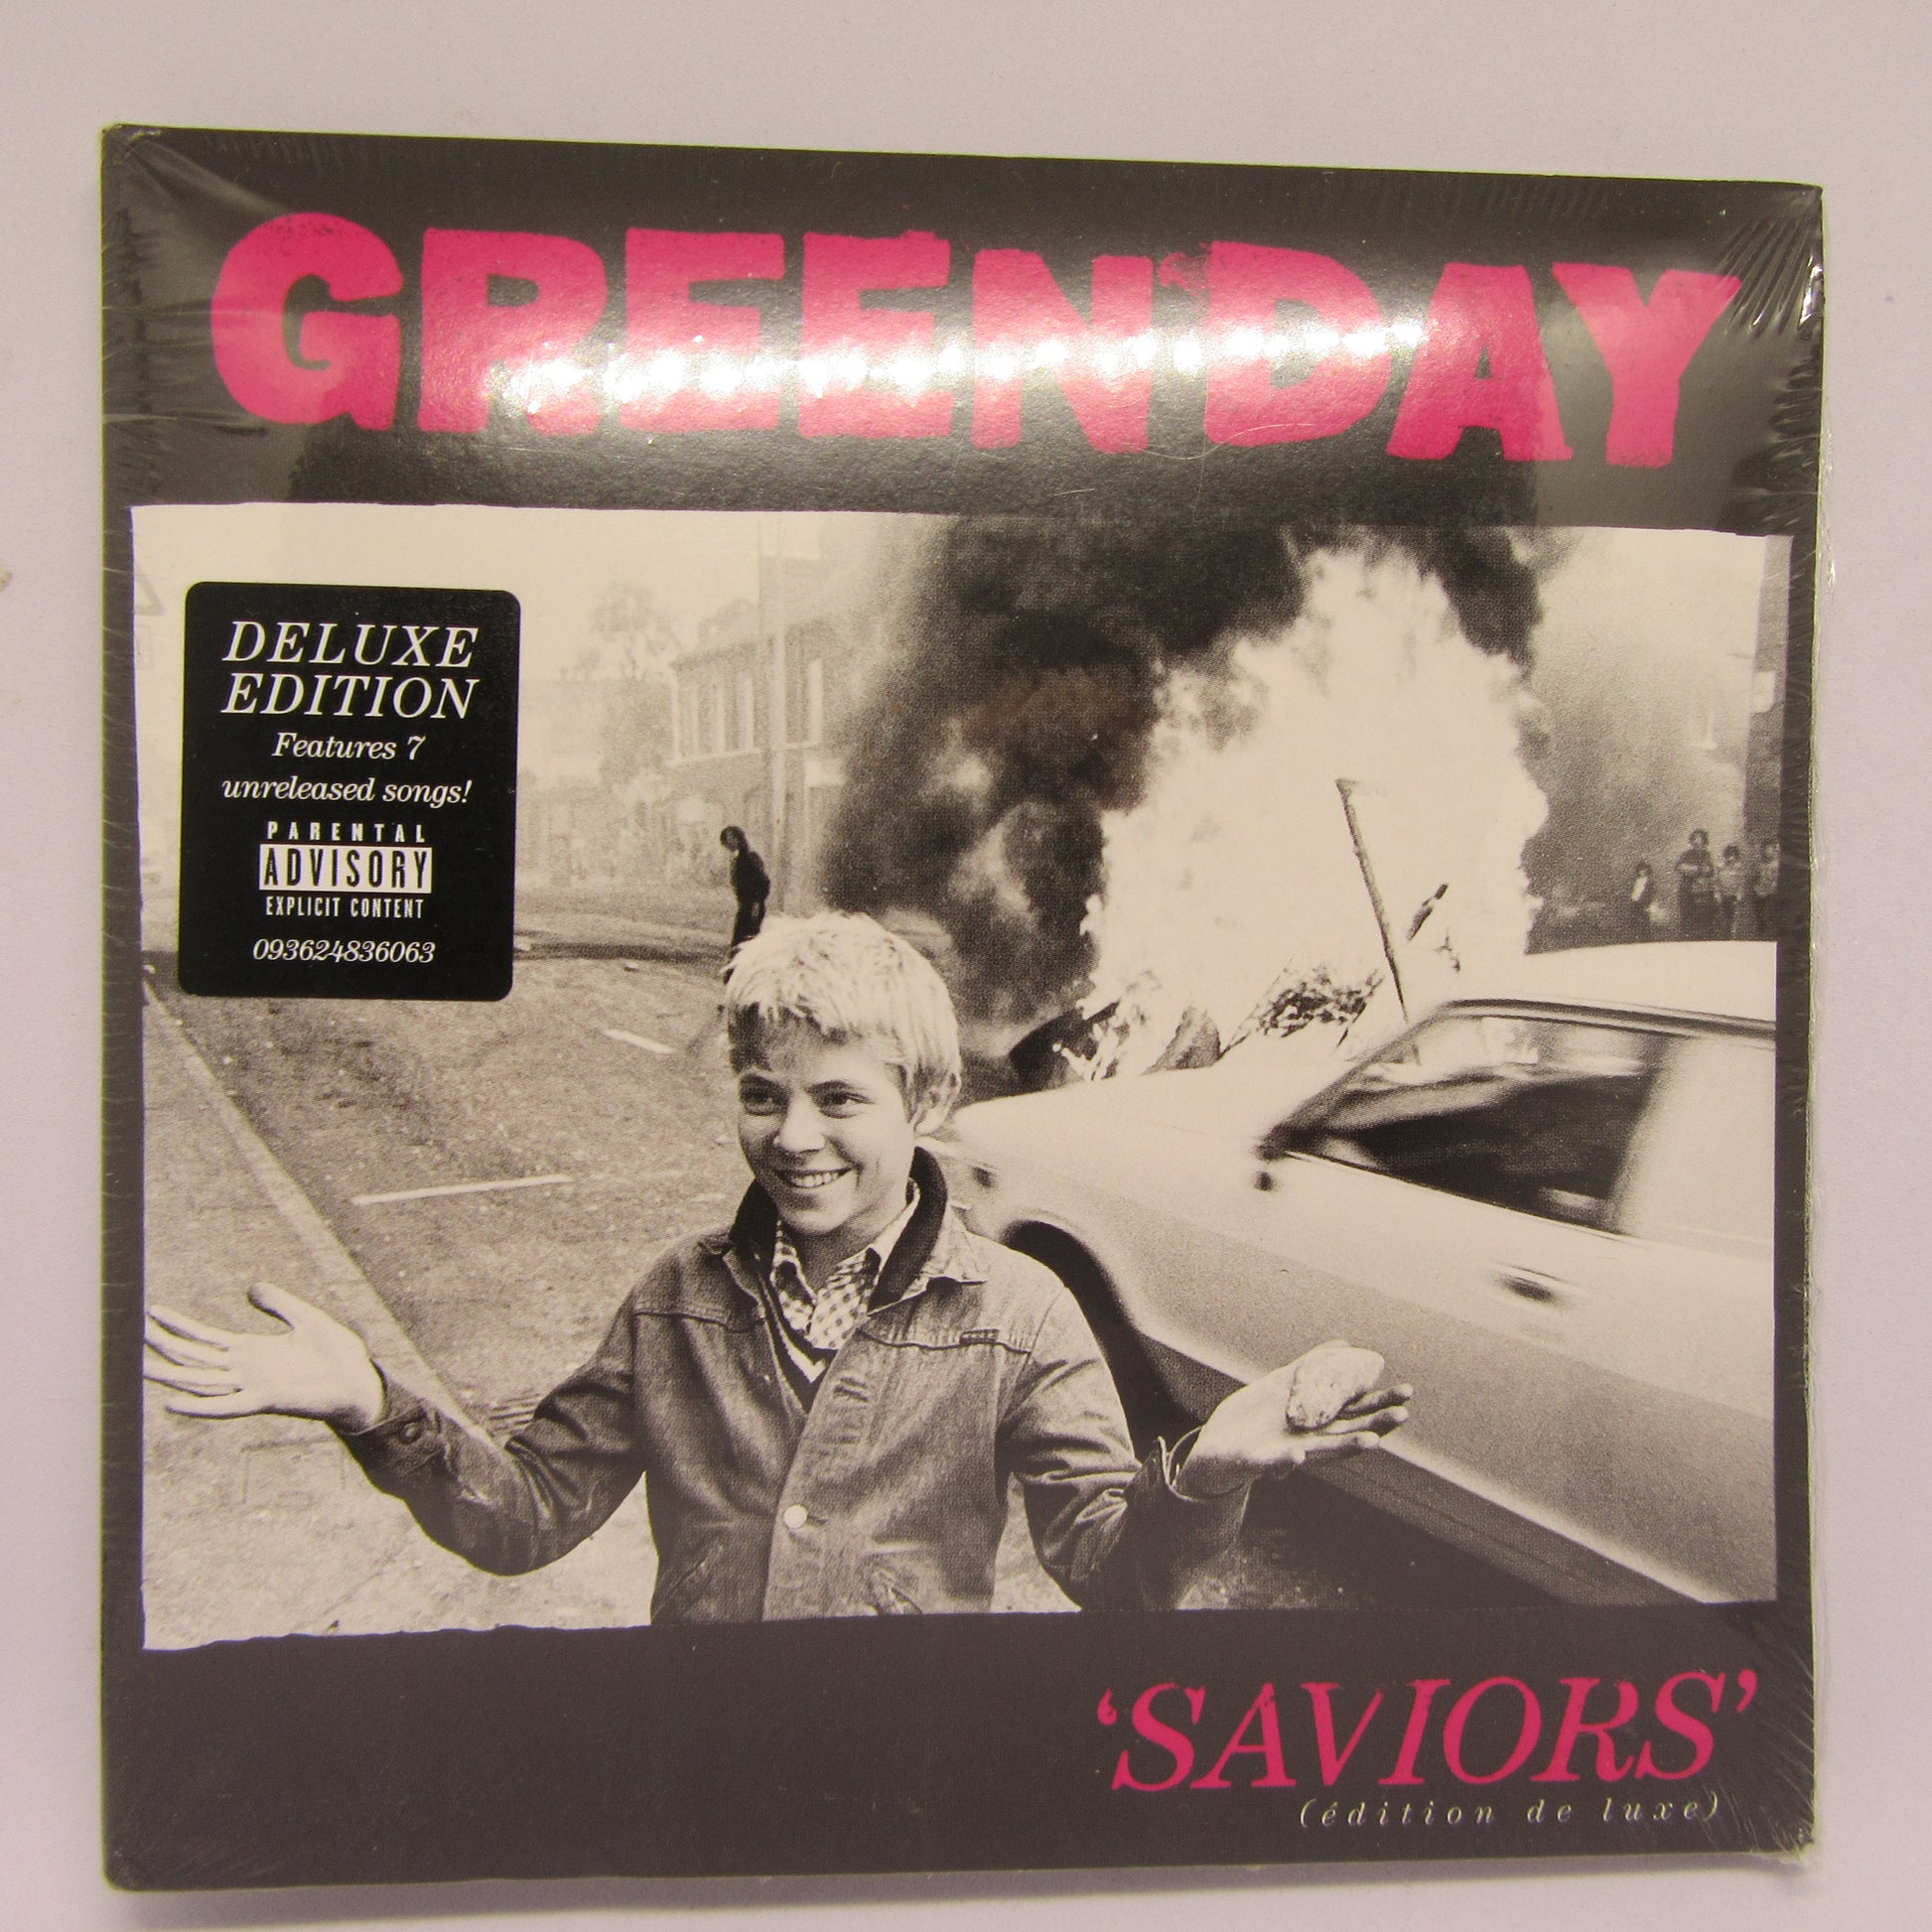 GREEN DAY
DELUXE
EDITION
Features 7
unreleased songs!
PARENTAL
ADVISORY
EXPLICIT CONTENT
093624836063
‘SAVIORS’
(édition de luxe)